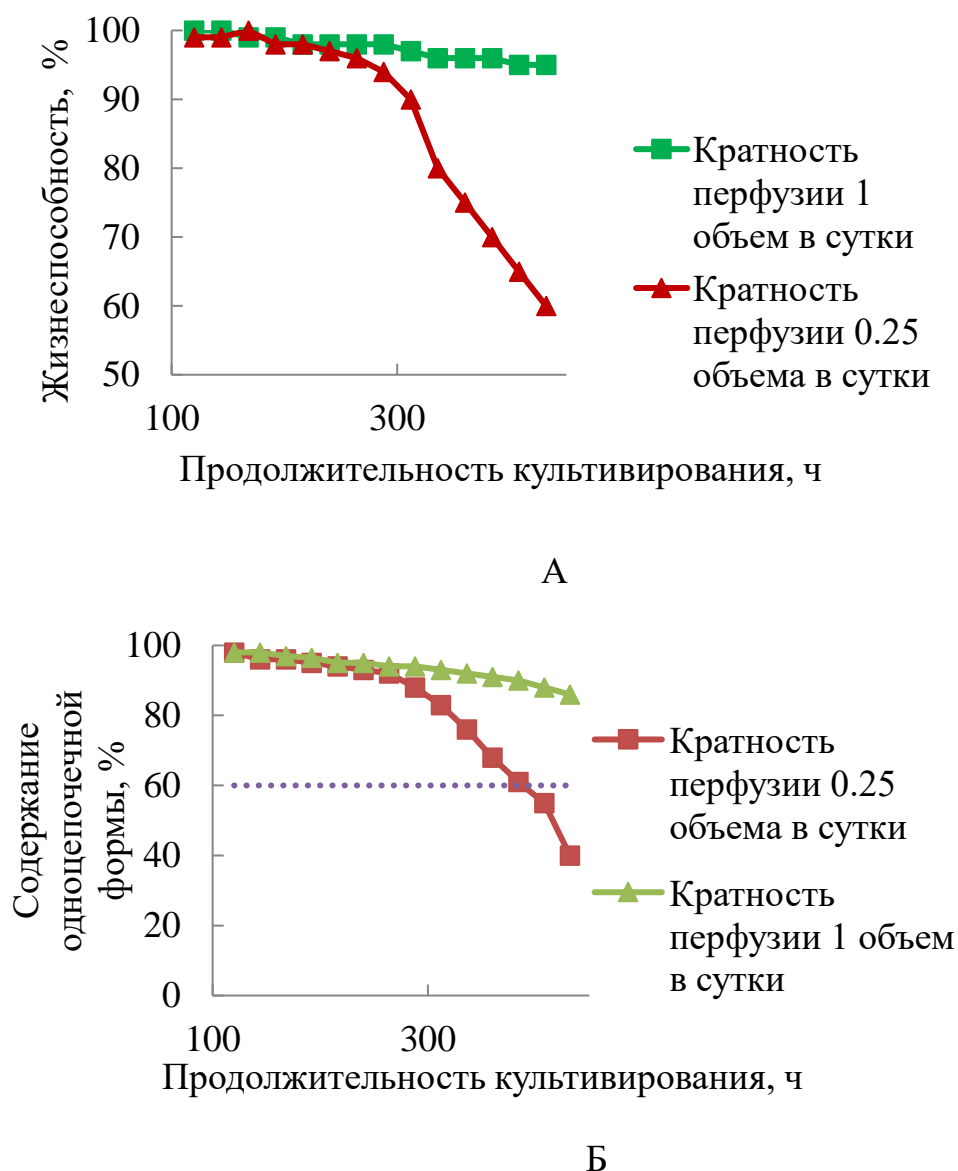 100
90
80
70
60
50
Жизнеспособность, %
100
300
Продолжительность культивирования, ч
Кратность
перфузии 1
объем в сутки
Кратность
перфузии 0.25
объема в сутки
А
100
80
60
40
20
0
Содержание
одноцепочечной
формы, %
100
300
Продолжительность культивирования, ч
Кратность
перфузии 0.25
объема в сутки
Кратность
перфузии 1 объем
в сутки
Б